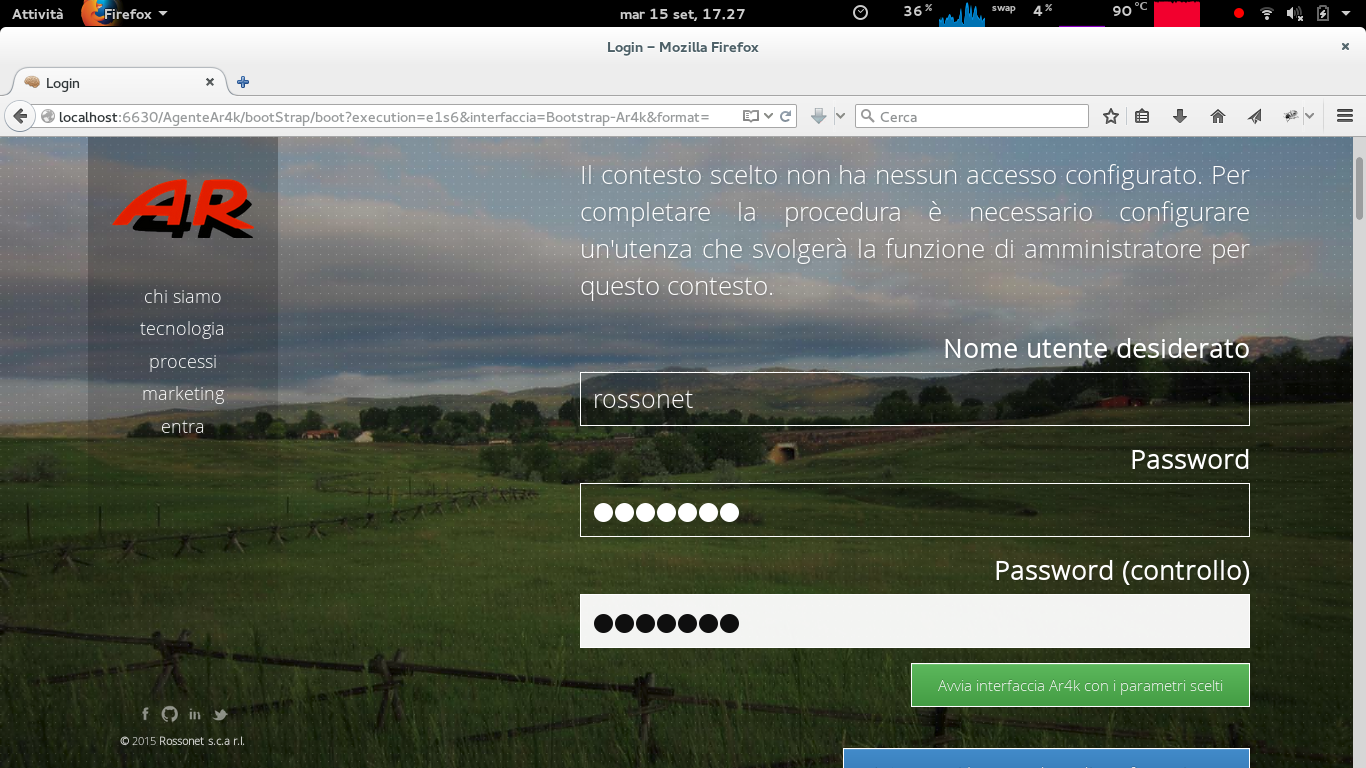 Attività
Firefox
mar 15 set, 17.27
36 %
swap
4 %
90 °C
Login – Mozilla Firefox
Login
localhost:6630/AgenteAr4k/bootStrap/boot?execution=e1s6&interfaccia=Bootstrap-Ar4k&format=
Cerca
A4R
chi siamo
tecnologia
processi
marketing
entra
Il contesto scelto non ha nessun accesso configurato. Per
completare la procedura è necessario configurare
un'utenza che svolgerà la funzione di amministratore per
questo contesto.
Nome utente desiderato
rossonet
Password
Password (controllo)
Avvia interfaccia Ar4k con i parametri scelti
© 2015 Rossonet s.c.a r.l.